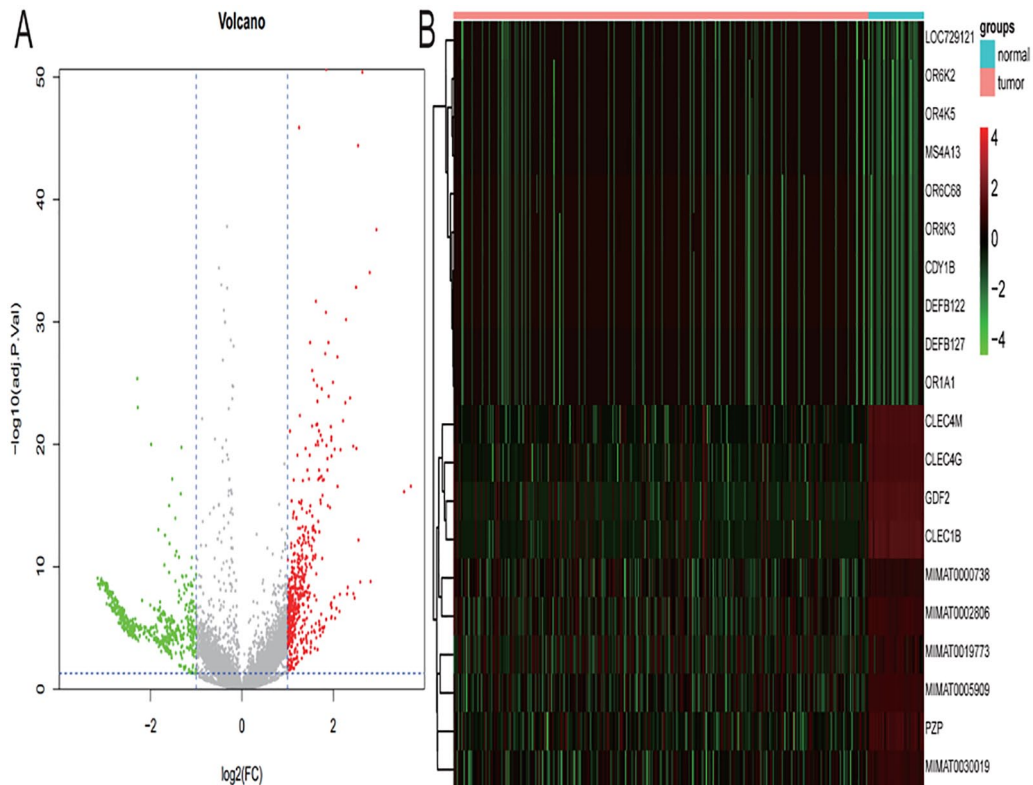 A
Volcano
50
40
30
20
10
0
−log10(adj.P.Val)
−2
0
2
log2(FC)
B
LOC729121
OR6K2
OR4K5
MS4A13
OR6C68
OR8K3
CDY1B
DEFB122
DEFB127
OR1A1
CLEC4M
CLEC4G
GDF2
CLEC1B
MIMAT0000738
MIMAT0002806
MIMAT0019773
MIMAT0005909
PZP
MIMAT0030019
groups
normal
tumor
4
2
0
−2
−4